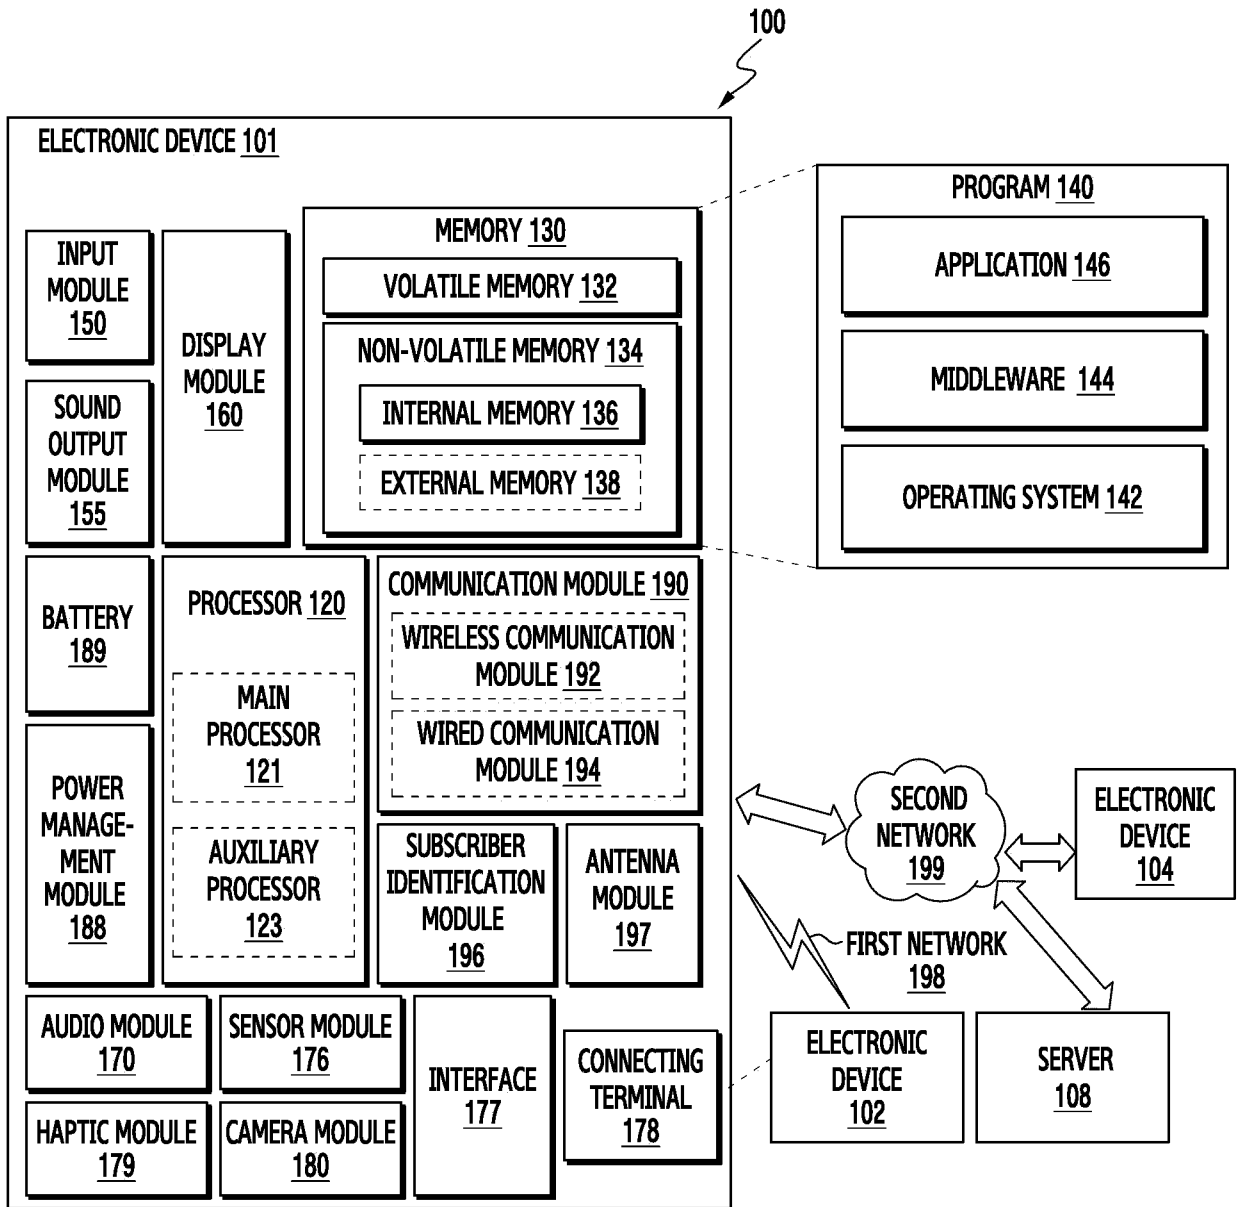 100
ELECTRONIC DEVICE 101
INPUT
MODULE
150
SOUND
OUTPUT
MODULE
155
DISPLAY
MODULE
160
MEMORY 130
VOLATILE MEMORY 132
NON-VOLATILE MEMORY 134
INTERNAL MEMORY 136
EXTERNAL MEMORY 138
PROGRAM 140
APPLICATION 146
MIDDLEWARE 144
OPERATING SYSTEM 142
BATTERY
189
POWER
MANAGE-
MENT
MODULE
188
PROCESSOR 120
MAIN
PROCESSOR
121
AUXILIARY
PROCESSOR
123
COMMUNICATION MODULE 190
WIRELESS COMMUNICATION
MODULE 192
WIRED COMMUNICATION
MODULE 194
SUBSCRIBER
IDENTIFICATION
MODULE
196
ANTENNA
MODULE
197
SECOND
NETWORK
199
ELECTRONIC
DEVICE
104
FIRST NETWORK
198
AUDIO MODULE
170
SENSOR MODULE
176
HAPTIC MODULE
179
CAMERA MODULE
180
INTERFACE
177
CONNECTING
TERMINAL
178
ELECTRONIC
DEVICE
102
SERVER
108